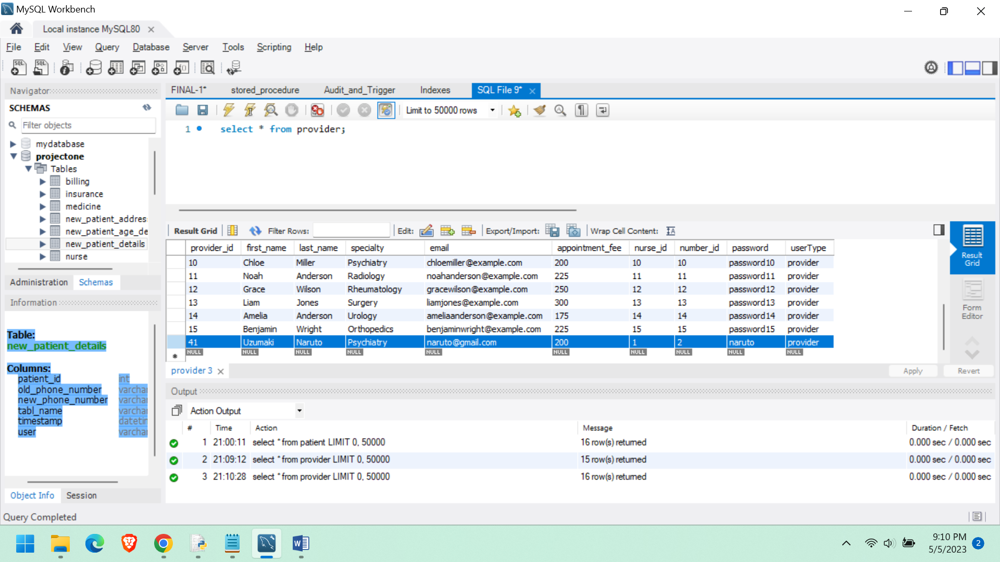 MySQL Workbench
Local instance MySQL80
File Edit View Query Database Server Tools Scripting Help
Navigator
SCHEMAS
Filter objects
mydatabase
projectone
Tables
billing
insurance
medicine
new_patient_addres
new_patient_age_de
new_patient_details
nurse
Administration Schemas
Information
Table:
new_patient_details
Columns:
patient_id int
old_phone_number varchar
new_phone_number varchar
tabl_name varchar
timestamp datetin
user varchar
Object Info Session
FINAL-1* stored_procedure Audit_and_Trigger Indexes SQL File 9*
Limit to 50000 rows
1 select * from provider;
Result Grid Filter Rows: Edit: Export/Import: Wrap Cell Content: IA
provider_id first_name last_name specialty email appointment_fee nurse_id number_id password userType
10 Chloe Miller Psychiatry chloemiller@example.com 200 10 10 password10 provider
11 Noah Anderson Radiology noahanderson@example.com 225 11 11 password11 provider
12 Grace Wilson Rheumatology gracewilson@example.com 250 12 12 password12 provider
13 Liam Jones Surgery liamjones@example.com 300 13 13 password13 provider
14 Amelia Anderson Urology ameliaanderson@example.com 175 14 14 password14 provider
15 Benjamin Wright Orthopedics benjaminwright@example.com 225 15 15 password15 provider
41 Uzumaki Naruto Psychiatry naruto@gmail.com 200 1 2 naruto provider
NULL NULL NULL NULL NULL NULL NULL NULL NULL NULL
Result
Grid
Form
Editor
provider 3
Apply Revert
Output
Action Output
# Time Action Message Duration / Fetch
1 21:00:11 select * from patient LIMIT 0, 50000 16 row(s) returned 0.000 sec / 0.000 sec
2 21:09:12 select * from provider LIMIT 0, 50000 15 row(s) returned 0.000 sec / 0.000 sec
3 21:10:28 select * from provider LIMIT 0, 50000 16 row(s) returned 0.000 sec / 0.000 sec
Query Completed
9:10 PM
5/5/2023
2